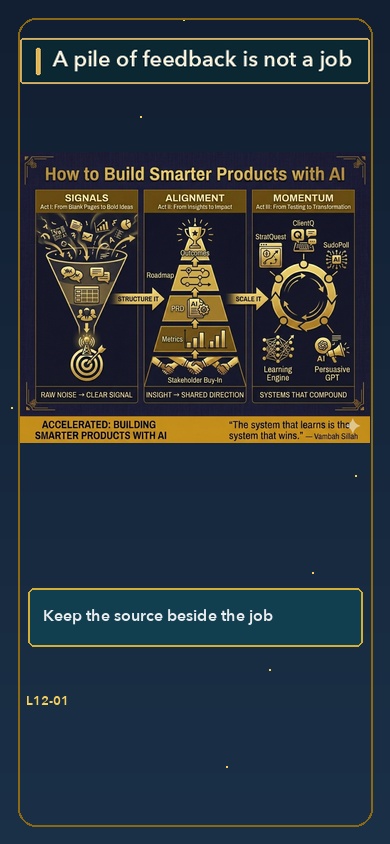 A pile of feedback is not a job
How to Build Smarter Products with AI
SIGNALS
Act I: From Blank Pages to Bold Ideas
ALIGNMENT
Act II: From Insights to Impact
MOMENTUM
Act III: From Testing to Transformation
STRUCTURE IT
RAW NOISE → CLEAR SIGNAL
Outcomes
Roadmap
PRD
AI
Metrics
Stakeholder Buy-In
SCALE IT
INSIGHT → SHARED DIRECTION
ClientQ
StratQuest
SudoPoll
AI
Learning
Engine
AI
Persuasive
GPT
SYSTEMS THAT COMPOUND
ACCELERATED: BUILDING
SMARTER PRODUCTS WITH AI
“The system that learns is the
system that wins.” — Vambah Sillah
Keep the source beside the job
L12-01